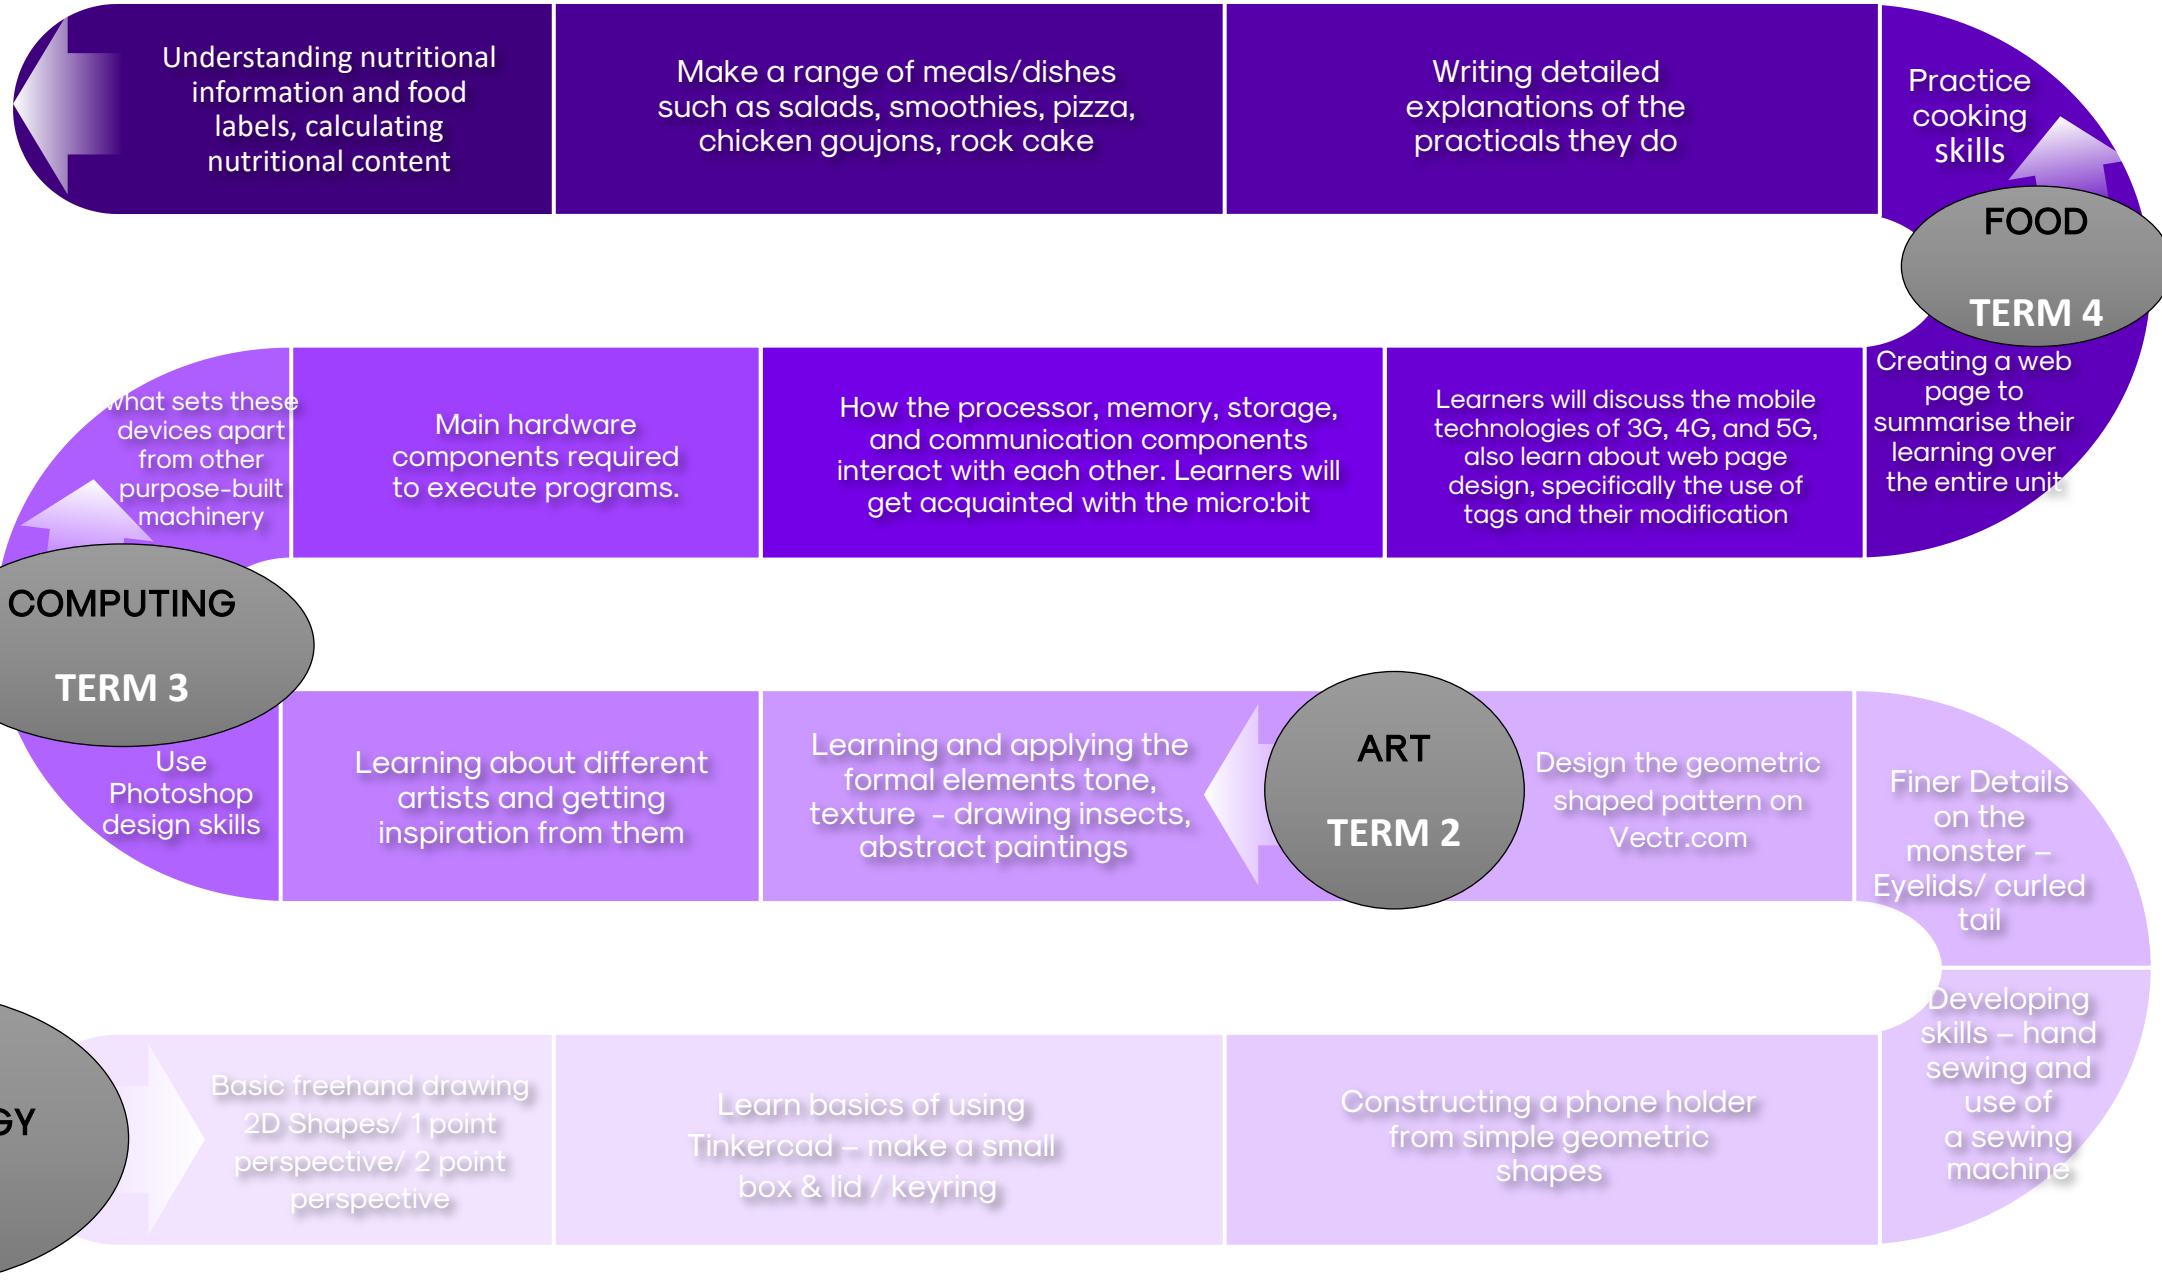 Understanding nutritional
information and food
labels, calculating
nutritional content
Make a range of meals/dishes
such as salads, smoothies, pizza,
chicken goujons, rock cake
Writing detailed
explanations of the
practicals they do
Practice
cooking
skills
FOOD
TERM 4
what sets these
devices apart
from other
purpose-built
machinery
Main hardware
components required
to execute programs.
How the processor, memory, storage,
and communication components
interact with each other. Learners will
get acquainted with the micro:bit
Learners will discuss the mobile
technologies of 3G, 4G, and 5G,
also learn about web page
design, specifically the use of
tags and their modification
Creating a web
page to
summarise their
learning over
the entire unit
COMPUTING
TERM 3
Use
Photoshop
design skills
Learning about different
artists and getting
inspiration from them
Learning and applying the
formal elements tone,
texture - drawing insects,
abstract paintings
ART
TERM 2
Design the geometric
shaped pattern on
Vectr.com
Finer Details
on the
monster –
Eyelids/ curled
tail
Developing
skills – hand
sewing and
use of
a sewing
machine
GY
Basic freehand drawing
2D Shapes/ 1 point
perspective/ 2 point
perspective
Learn basics of using
Tinkercad – make a small
box & lid / keyring
Constructing a phone holder
from simple geometric
shapes